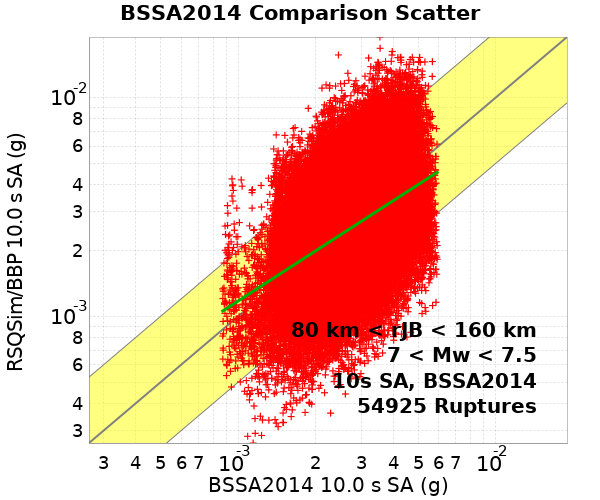 BSSA2014 Comparison Scatter
RSQSim/BBP 10.0 s SA (g)
10-2
8
6
4
3
2
10-3
8
6
4
3
80 km < rJB < 160 km
7 < Mw < 7.5
10s SA, BSSA2014
54925 Ruptures
3 4 5 6 7 10-3 2 3 4 5 6 7 10-2
BSSA2014 10.0 s SA (g)